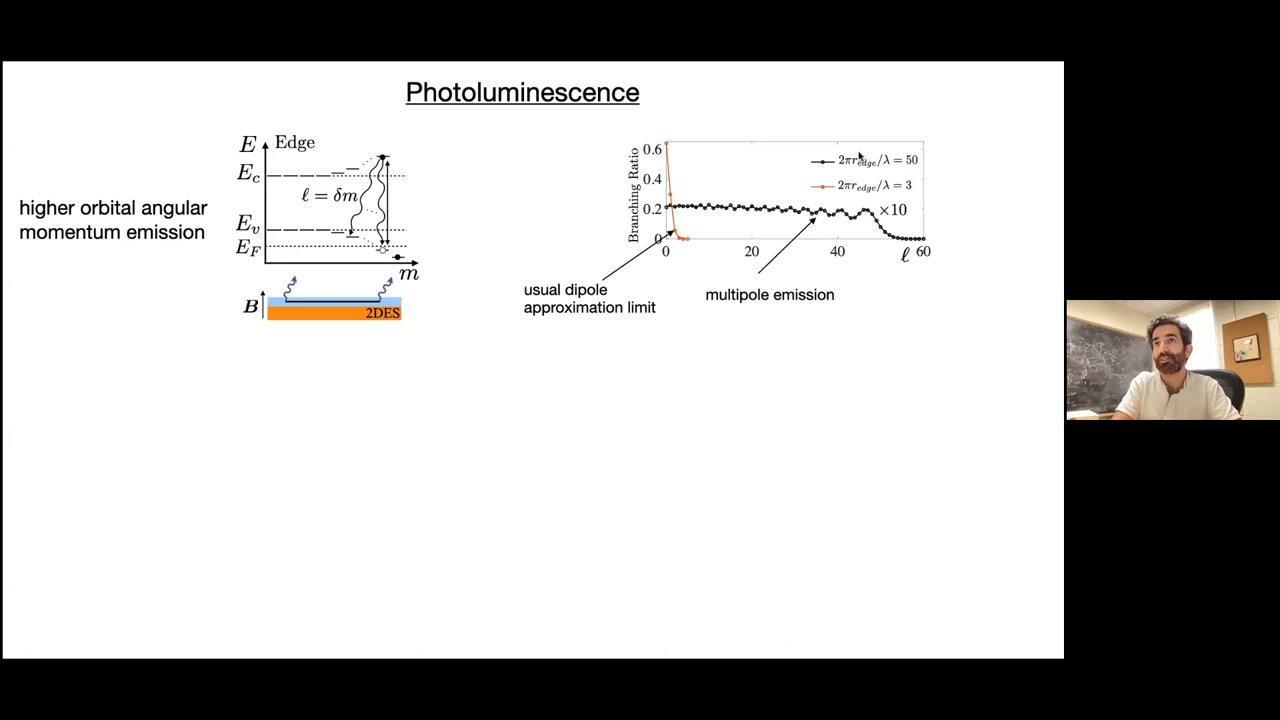 Photoluminescence
higher orbital angular
momentum emission
E
Edge
E_c
ℓ = δm
E_v
E_F
m
B
2DES
Branching Ratio
0.6
0.4
0.2
0
0
20
40
60
ℓ
2πr_edge/λ = 50
2πr_edge/λ = 3
×10
usual dipole
approximation limit
multipole emission